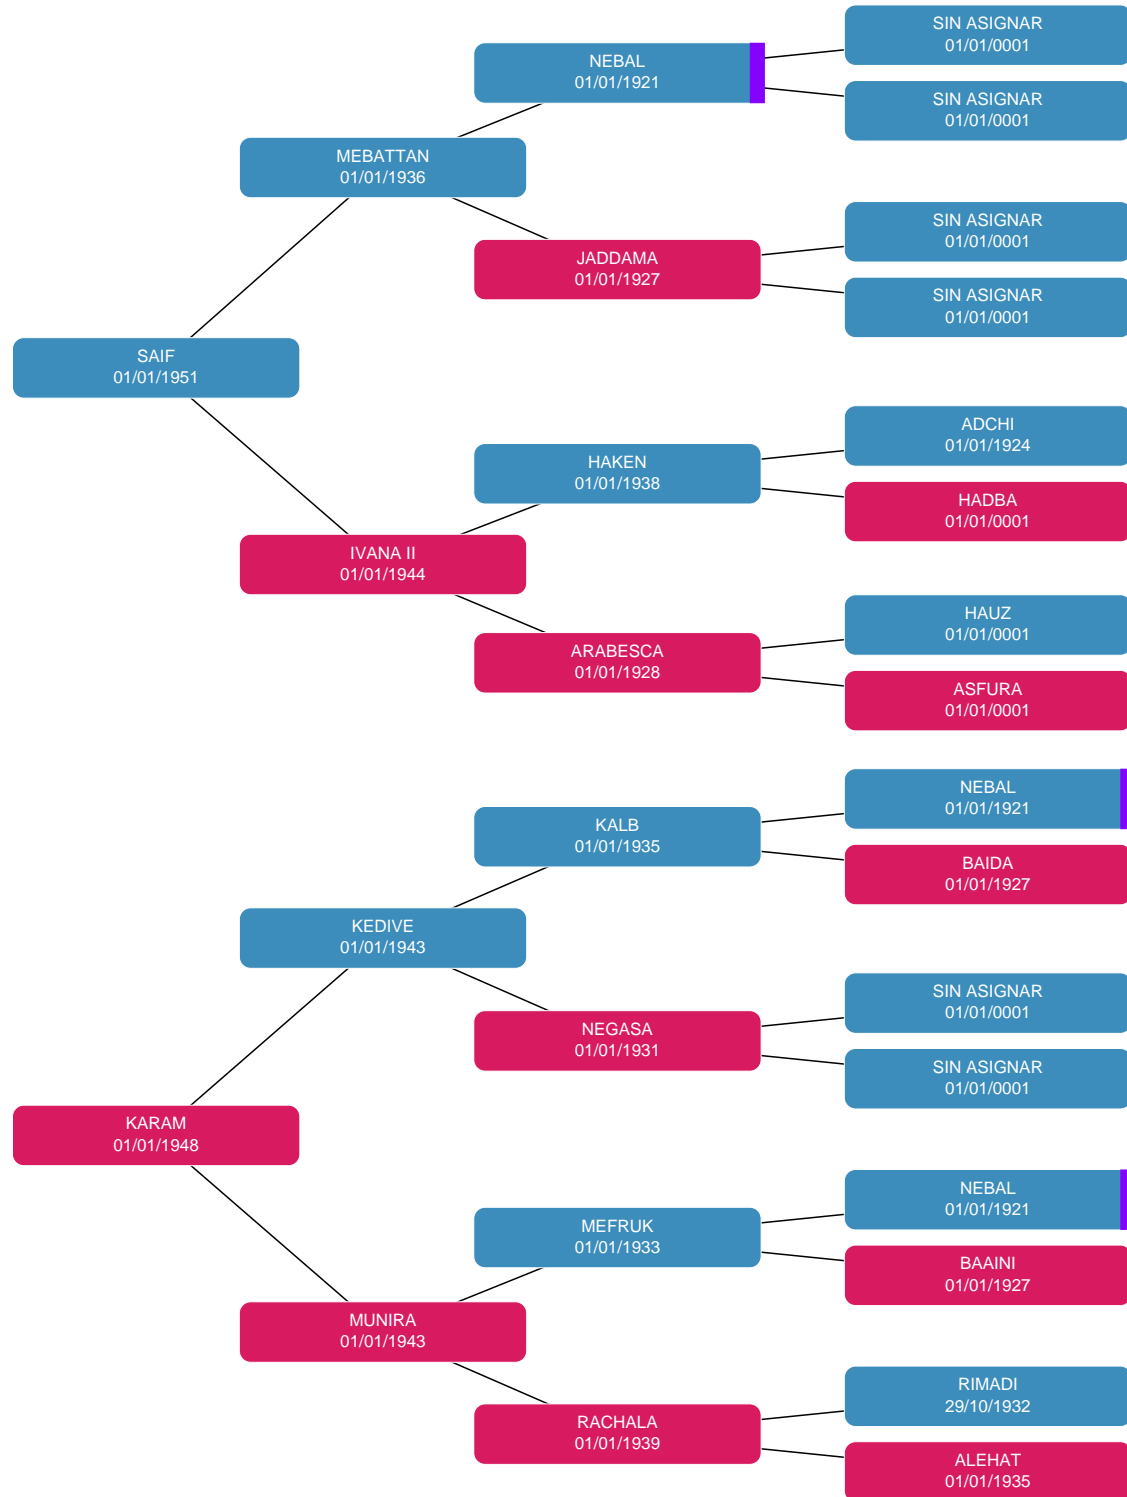 SIN ASIGNAR
01/01/0001
NEBAL
01/01/1921
SIN ASIGNAR
01/01/0001
MEBATTAN
01/01/1936
SIN ASIGNAR
01/01/0001
JADDAMA
01/01/1927
SIN ASIGNAR
01/01/0001
SAIF
01/01/1951
ADCHI
01/01/1924
HAKEN
01/01/1938
HADBA
01/01/0001
IVANA II
01/01/1944
HAUZ
01/01/0001
ARABESCA
01/01/1928
ASFURA
01/01/0001
NEBAL
01/01/1921
KALB
01/01/1935
BAIDA
01/01/1927
KEDIVE
01/01/1943
SIN ASIGNAR
01/01/0001
NEGASA
01/01/1931
SIN ASIGNAR
01/01/0001
KARAM
01/01/1948
NEBAL
01/01/1921
MEFRUK
01/01/1933
BAAINI
01/01/1927
MUNIRA
01/01/1943
RIMADI
29/10/1932
RACHALA
01/01/1939
ALEHAT
01/01/1935